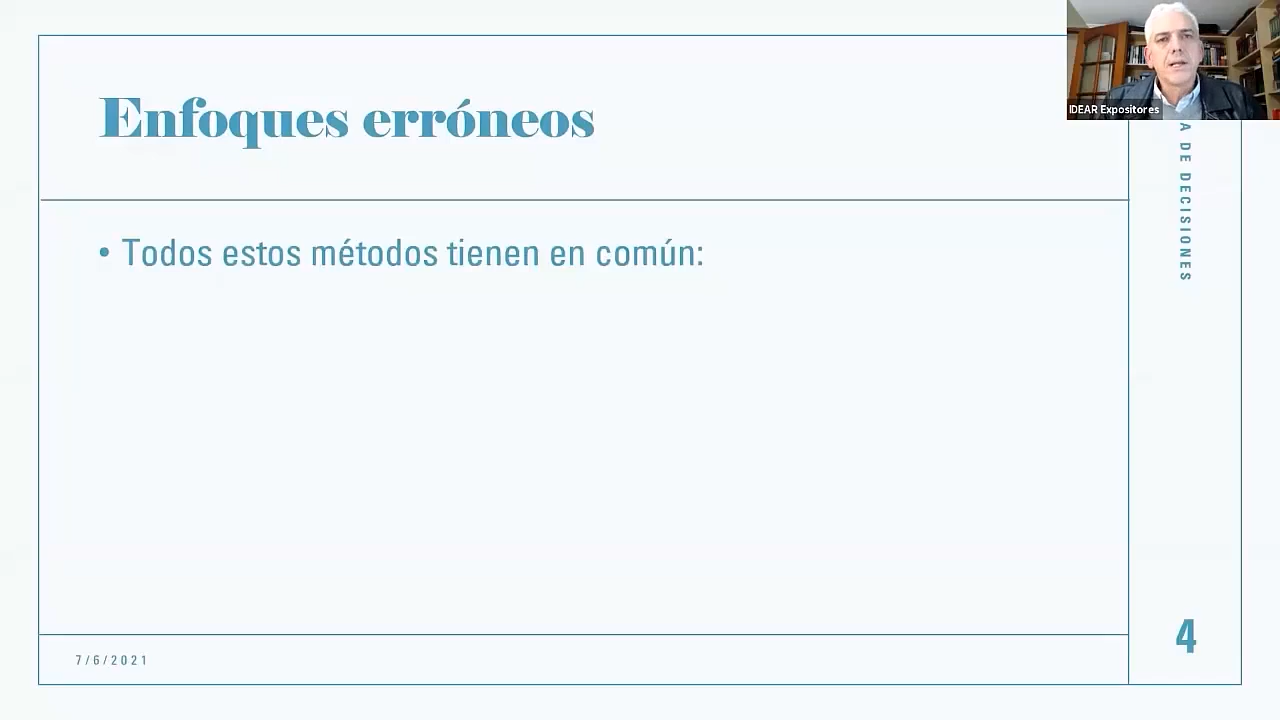 Enfoques erróneos
• Todos estos métodos tienen en común:
IDEAR Expositores
A DE DECISIONES
4
7/6/2021